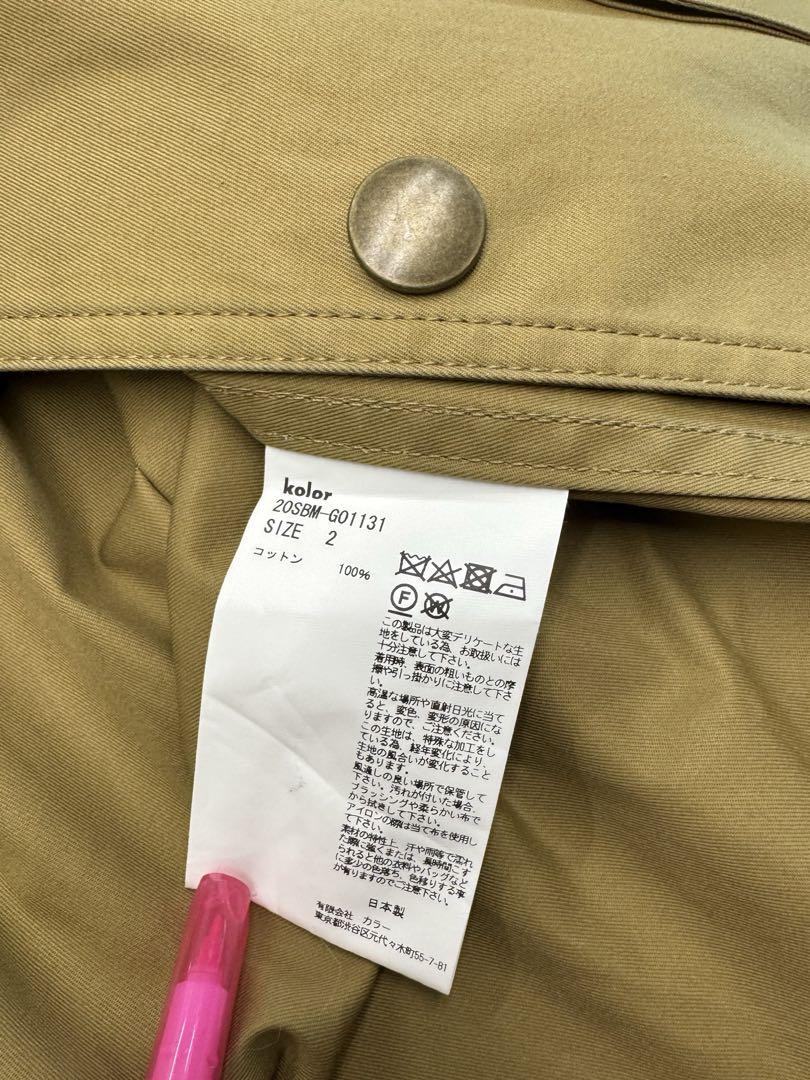 kolor
20SBM-G01131
SIZE 2
コットン 100%
F
W
この製品は大変デリケートな生
地をしている為、お取扱いには
十分注意して下さい。
着用時、表面の粗いものとの摩
擦や引っ掛かりに注意して下さ
い。
高温な場所や直射日光に当て
ると、変色、変形の原因にな
りますので、ご注意ください。
この生地は、特殊な加工をし
ている為、経年変化により、
生地の風合いが変化すること
もあります。
風通しの良い場所で保管して
下さい。汚れが付いた場合、
ブラッシングや柔らかい布で
から拭きして下さい。
アイロンの際は当て布を使用し
て下さい。
素材の特性上、汗や雨等で濡れ
た際に強くまたは、長時間こす
られると他の衣料やバッグなど
に多少の色落ち、色移りする事
が有りますのでご注意下さい。
日本製
有限会社 カラー
東京都渋谷区元代々木町55-7-B1